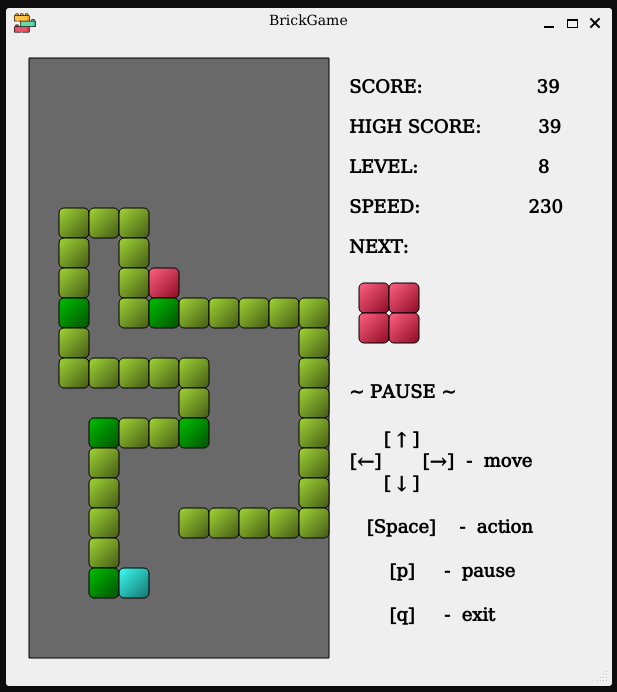 BrickGame
SCORE: 39
HIGH SCORE: 39
LEVEL: 8
SPEED: 230
NEXT:
~ PAUSE ~
[↑]
[←] [→] - move
[↓]
[Space] - action
[p] - pause
[q] - exit